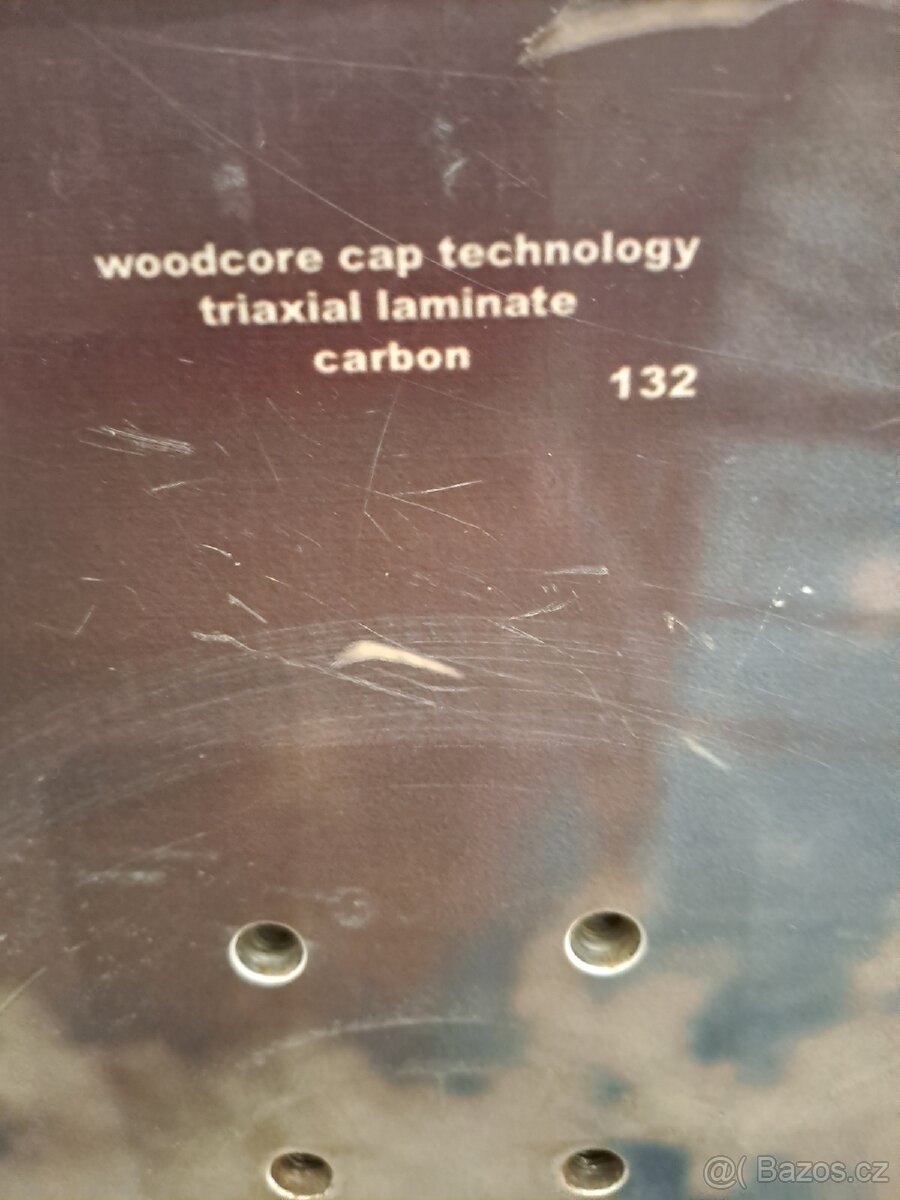 woodcore cap technology
triaxial laminate
carbon
132
@( Bazos.cz